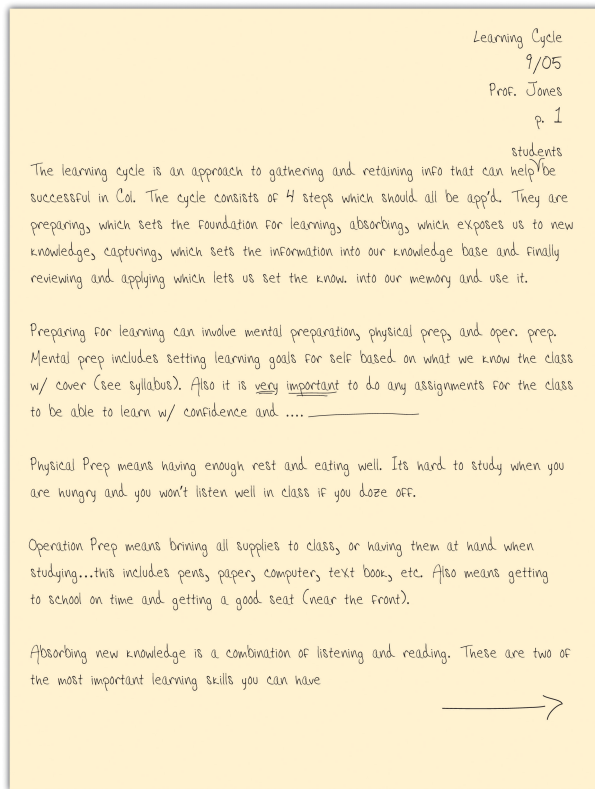 Learning Cycle
9/05
Prof. Jones
p. 1
students
The learning cycle is an approach to gathering and retaining info that can help be
successful in Col. The cycle consists of 4 steps which should all be app'd. They are
preparing, which sets the foundation for learning, absorbing, which exposes us to new
knowledge, capturing, which sets the information into our knowledge base and finally
reviewing and applying which lets us set the know. into our memory and use it.
Preparing for learning can involve mental preparation, physical prep, and oper. prep.
Mental prep includes setting learning goals for self based on what we know the class
w/ cover (see syllabus). Also it is very important to do any assignments for the class
to be able to learn w/ confidence and ....
Physical Prep means having enough rest and eating well. Its hard to study when you
are hungry and you won't listen well in class if you doze off.
Operation Prep means brining all supplies to class, or having them at hand when
studying...this includes pens, paper, computer, text book, etc. Also means getting
to school on time and getting a good seat (near the front).
Absorbing new knowledge is a combination of listening and reading. These are two of
the most important learning skills you can have